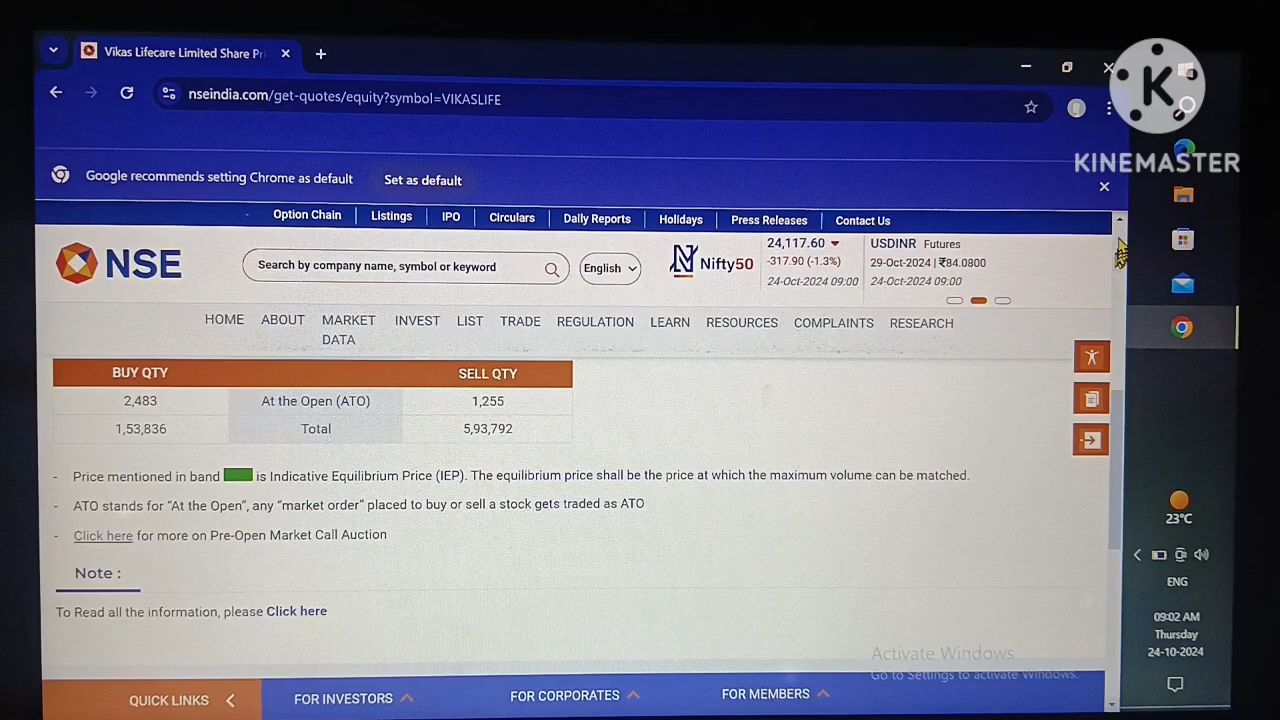 Vikas Lifecare Limited Share Pr
nseindia.com/get-quotes/equity?symbol=VIKASLIFE
K
KINEMASTER
Google recommends setting Chrome as default Set as default
Option Chain Listings IPO Circulars Daily Reports Holidays Press Releases Contact Us
NSE
Search by company name, symbol or keyword
English
Nifty50
24,117.60
-317.90 (-1.3%)
24-Oct-2024 09:00
USDINR Futures
29-Oct-2024 | ₹84.0800
24-Oct-2024 09:00
HOME ABOUT MARKET DATA INVEST LIST TRADE REGULATION LEARN RESOURCES COMPLAINTS RESEARCH
BUY QTY SELL QTY
2,483 At the Open (ATO) 1,255
1,53,836 Total 5,93,792
- Price mentioned in band is Indicative Equilibrium Price (IEP). The equilibrium price shall be the price at which the maximum volume can be matched.
- ATO stands for "At the Open", any "market order" placed to buy or sell a stock gets traded as ATO
- Click here for more on Pre-Open Market Call Auction
Note :
To Read all the information, please Click here
Activate Windows
Go to Settings to activate Windows.
QUICK LINKS FOR INVESTORS FOR CORPORATES FOR MEMBERS
23°C
ENG
09:02 AM
Thursday
24-10-2024